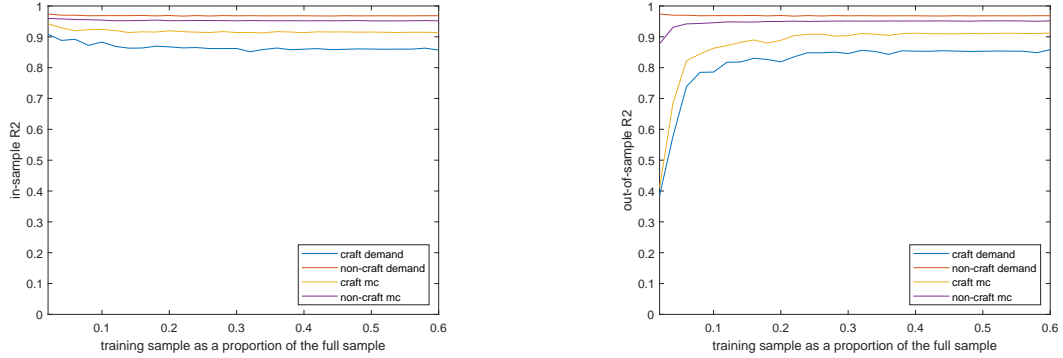 1
0.9
0.8
0.7
0.6
0.5
0.4
0.3
0.2
0.1
0
in-sample R2
0.1
0.2
0.3
0.4
0.5
0.6
training sample as a proportion of the full sample
craft demand
non-craft demand
craft mc
non-craft mc
1
0.9
0.8
0.7
0.6
0.5
0.4
0.3
0.2
0.1
0
out-of-sample R2
0.1
0.2
0.3
0.4
0.5
0.6
training sample as a proportion of the full sample
craft demand
non-craft demand
craft mc
non-craft mc